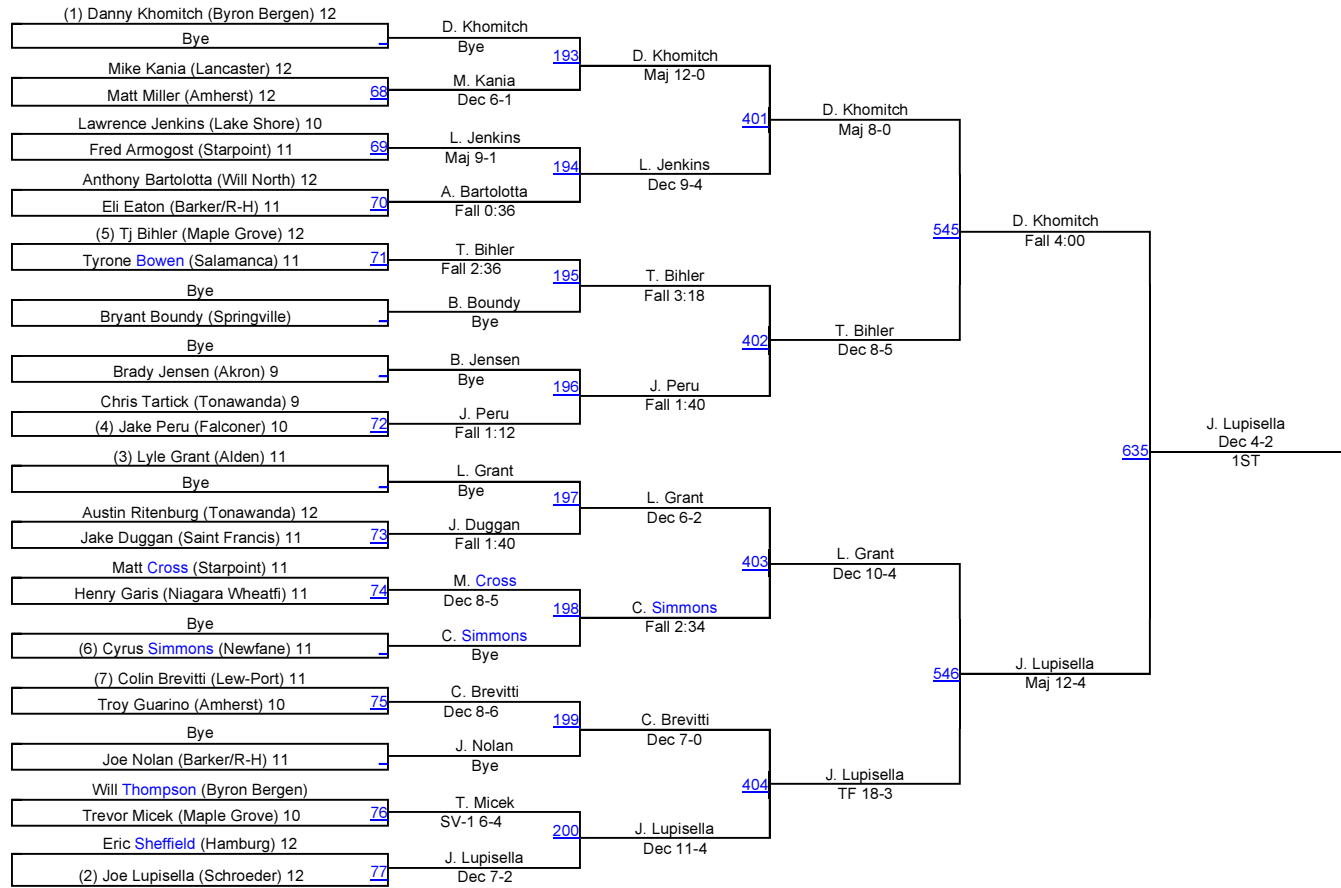 (1) Danny Khomitch (Byron Bergen) 12
Bye
Mike Kania (Lancaster) 12
Matt Miller (Amherst) 12
68
Lawrence Jenkins (Lake Shore) 10
Fred Armogost (Starpoint) 11
69
Anthony Bartolotta (Will North) 12
Eli Eaton (Barker/R-H) 11
70
(5) Tj Bihler (Maple Grove) 12
Tyrone Bowen (Salamanca) 11
71
Bye
Bryant Boundy (Springville)
Bye
Brady Jensen (Akron) 9
Chris Tartick (Tonawanda) 9
(4) Jake Peru (Falconer) 10
72
(3) Lyle Grant (Alden) 11
Bye
Austin Ritenburg (Tonawanda) 12
Jake Duggan (Saint Francis) 11
73
Matt Cross (Starpoint) 11
Henry Garis (Niagara Wheatfi) 11
74
Bye
(6) Cyrus Simmons (Newfane) 11
(7) Colin Brevitti (Lew-Port) 11
Troy Guarino (Amherst) 10
75
Bye
Joe Nolan (Barker/R-H) 11
Will Thompson (Byron Bergen)
Trevor Micek (Maple Grove) 10
76
Eric Sheffield (Hamburg) 12
(2) Joe Lupisella (Schroeder) 12
77
D. Khomitch
Bye
193
M. Kania
Dec 6-1
L. Jenkins
Maj 9-1
194
A. Bartolotta
Fall 0:36
T. Bihler
Fall 2:36
195
B. Boundy
Bye
B. Jensen
Bye
196
J. Peru
Fall 1:12
L. Grant
Bye
197
J. Duggan
Fall 1:40
M. Cross
Dec 8-5
198
C. Simmons
Bye
C. Brevitti
Dec 8-6
199
J. Nolan
Bye
T. Micek
SV-1 6-4
200
J. Lupisella
Dec 7-2
D. Khomitch
Maj 12-0
401
L. Jenkins
Dec 9-4
T. Bihler
Fall 3:18
402
J. Peru
Fall 1:40
L. Grant
Dec 6-2
403
C. Simmons
Fall 2:34
C. Brevitti
Dec 7-0
404
J. Lupisella
Dec 11-4
D. Khomitch
Maj 8-0
545
T. Bihler
Dec 8-5
L. Grant
Dec 10-4
546
J. Lupisella
TF 18-3
D. Khomitch
Fall 4:00
635
J. Lupisella
Maj 12-4
J. Lupisella
Dec 4-2
1ST